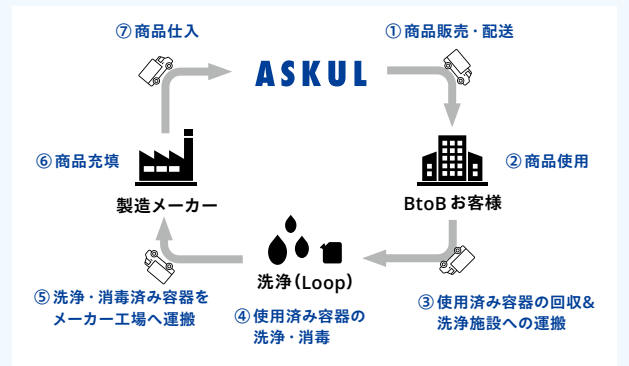 ⑦商品仕入
①商品販売・配送
ASKUL
⑥商品充填
②商品使用
製造メーカー
BtoBお客様
洗浄(Loop)
⑤洗浄・消毒済み容器を
メーカー工場へ運搬
④使用済み容器の
洗浄・消毒
③使用済み容器の回収&
洗浄施設への運搬